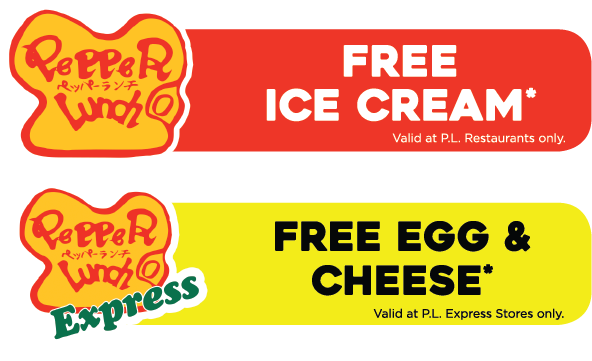 PePPeR
ペッパーランチ
Lunch
FREE
ICE CREAM*
Valid at P.L. Restaurants only.
PePPeR
ペッパーランチ
Lunch
Express
FREE EGG &
CHEESE*
Valid at P.L. Express Stores only.